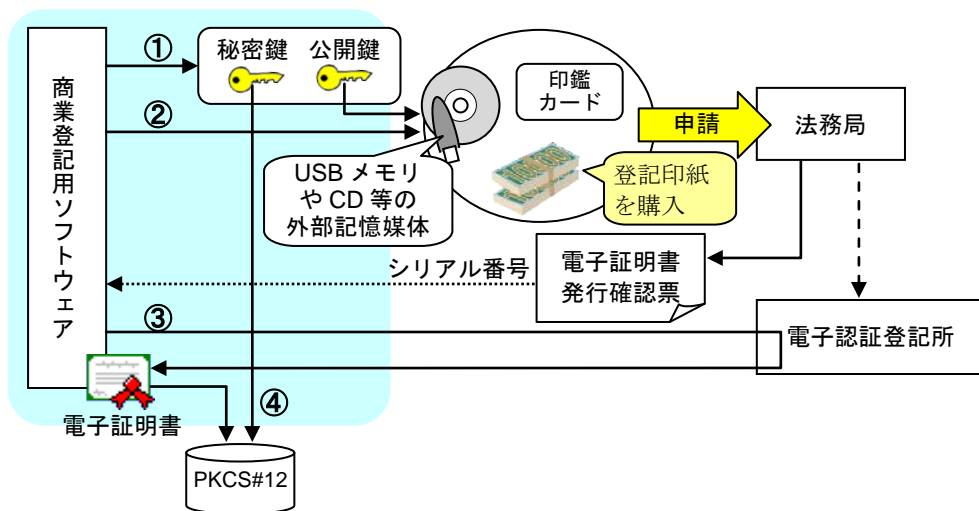 商業登記用ソフトウェア
①
秘密鍵
公開鍵
②
印鑑
カード
申請
法務局
USB メモリ
や CD 等の
外部記憶媒体
登記印紙
を購入
電子証明書
発行確認票
シリアル番号
③
電子認証登記所
④
電子証明書
PKCS#12